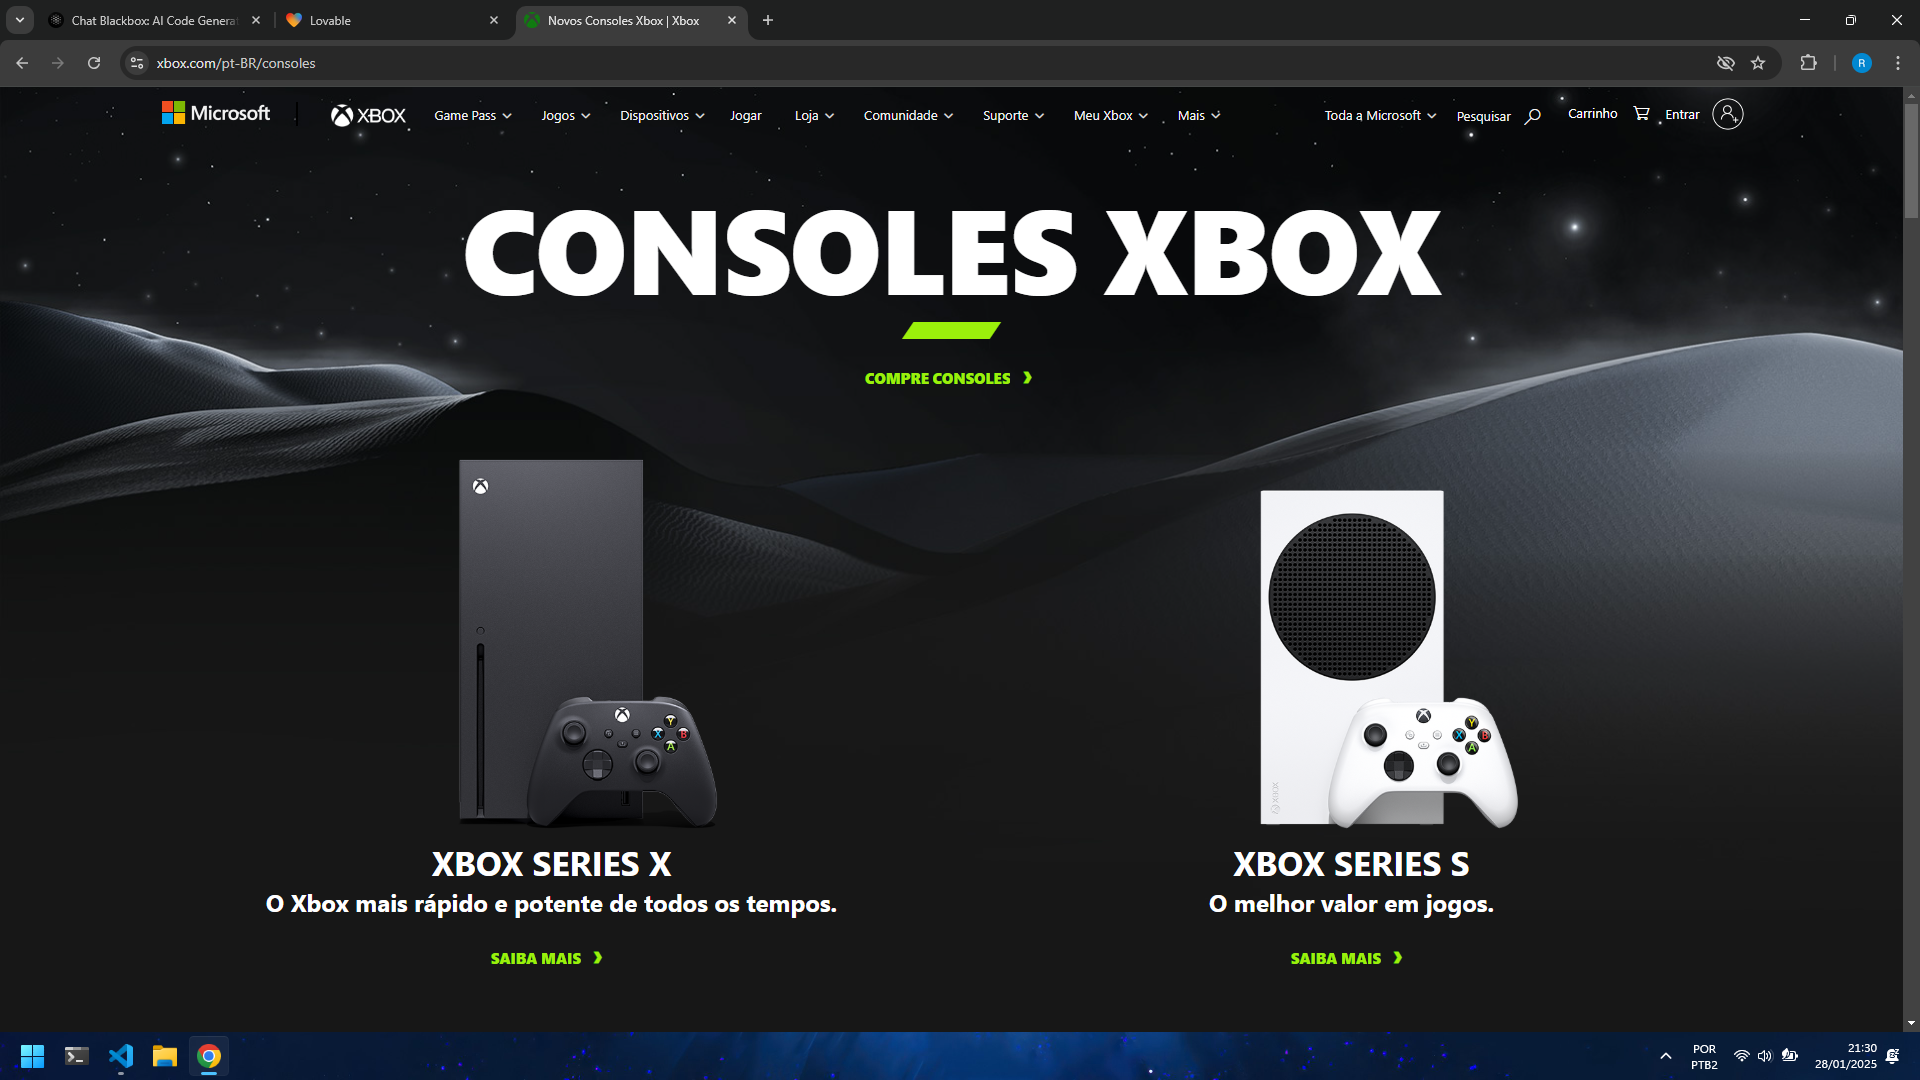 Chat Blackbox: AI Code Genera
Lovable
Novos Consoles Xbox | Xbox
xbox.com/pt-BR/consoles
R
Microsoft
XBOX
Game Pass
Jogos
Dispositivos
Jogar
Loja
Comunidade
Suporte
Meu Xbox
Mais
Toda a Microsoft
Pesquisar
Carrinho
Entrar
CONSOLES XBOX
COMPRE CONSOLES
Y
X
B
A
XBOX
Y
X
B
A
XBOX SERIES X
O Xbox mais rápido e potente de todos os tempos.
SAIBA MAIS
XBOX SERIES S
O melhor valor em jogos.
SAIBA MAIS
POR
PTB2
21:30
28/01/2025